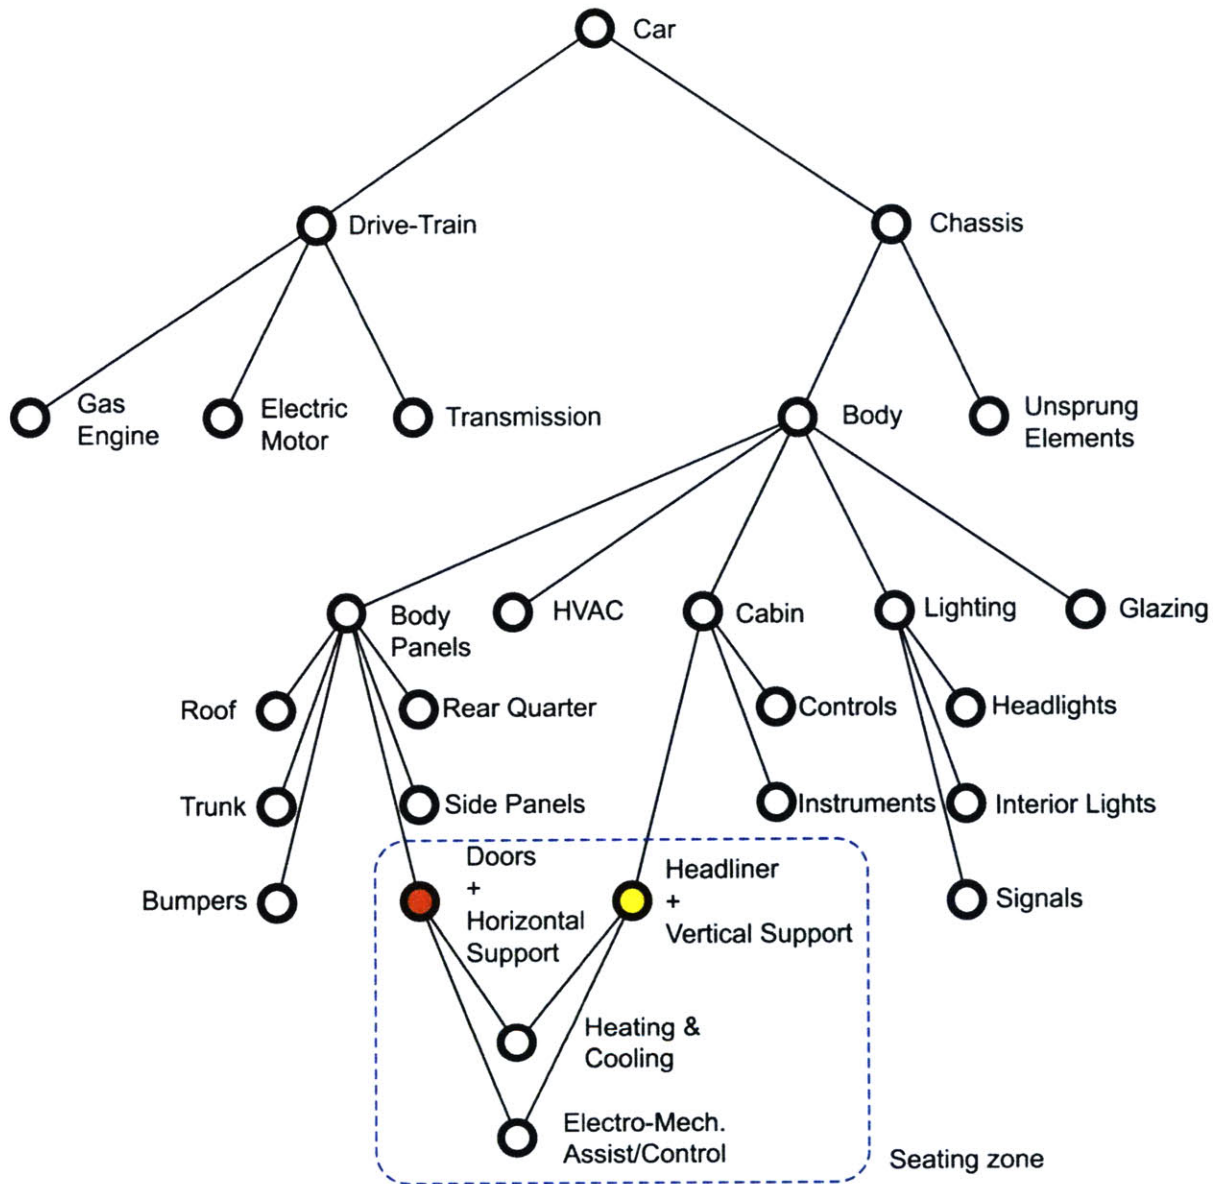 Car
Drive-Train
Chassis
Gas
Engine
Electric
Motor
Transmission
Body
Unsprung
Elements
Body
Panels
HVAC
Cabin
Lighting
Glazing
Roof
Rear Quarter
Controls
Headlights
Trunk
Side Panels
Instruments
Interior Lights
Bumpers
Doors
+
Horizontal
Support
Headliner
+
Vertical Support
Signals
Heating &
Cooling
Electro-Mech.
Assist/Control
Seating zone